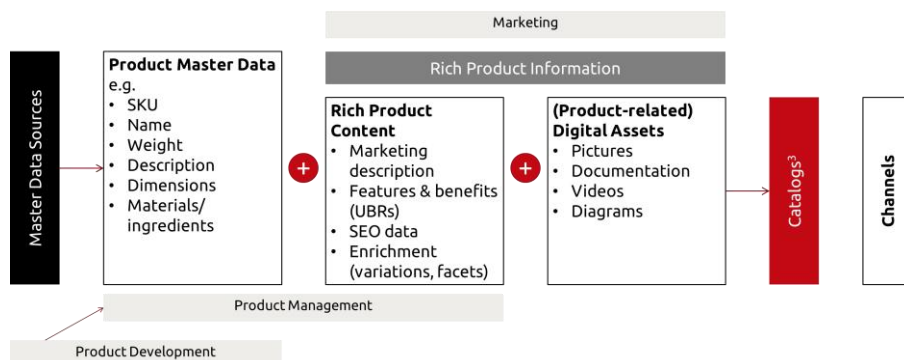 Marketing
Rich Product Information
Master Data Sources
Product Master Data
e.g.
• SKU
• Name
• Weight
• Description
• Dimensions
• Materials/
ingredients
+
Rich Product
Content
• Marketing
description
• Features & benefits
(UBRs)
• SEO data
• Enrichment
(variations, facets)
+
(Product-related)
Digital Assets
• Pictures
• Documentation
• Videos
• Diagrams
Catalogs³
Channels
Product Management
Product Development